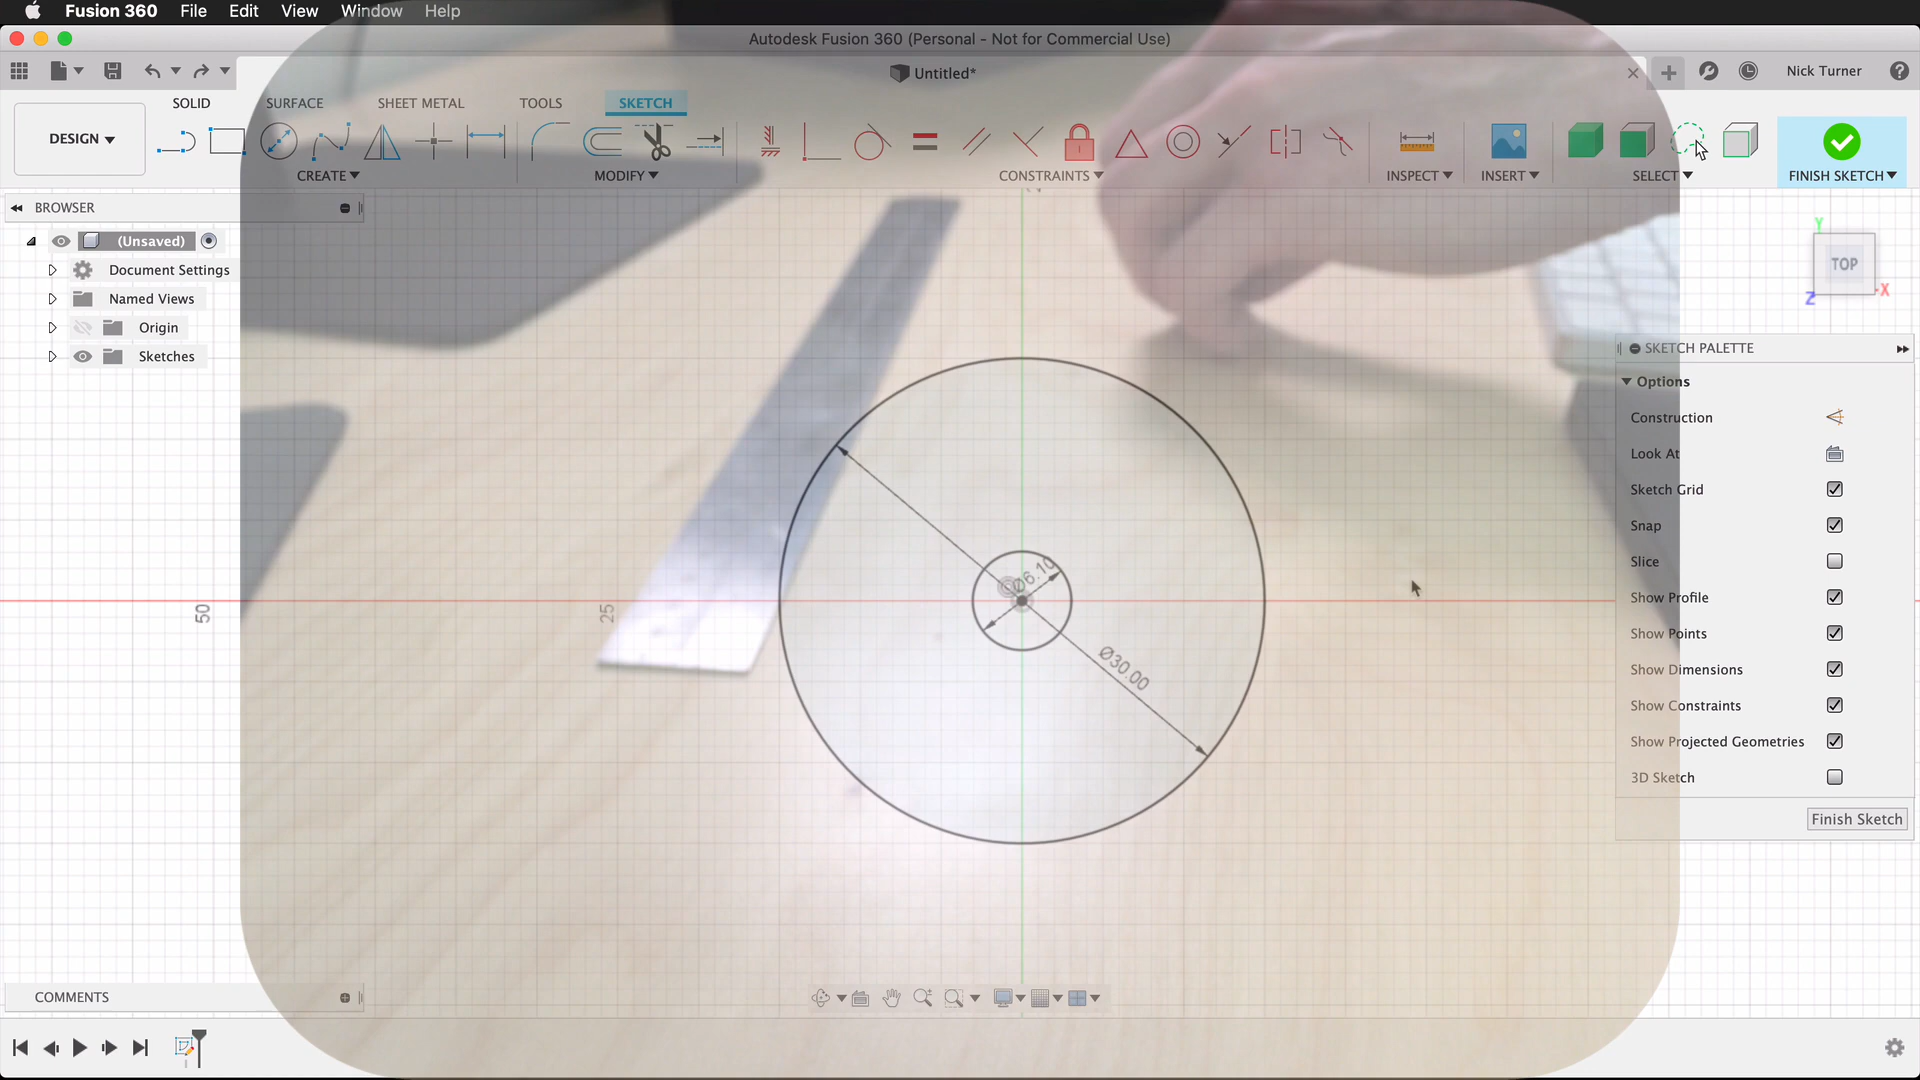 Fusion 360 File Edit View Window Help
Autodesk Fusion 360 (Personal - Not for Commercial Use)
Untitled*
Nick Turner
SOLID SURFACE SHEET METAL TOOLS SKETCH
DESIGN
CREATE MODIFY CONSTRAINTS INSPECT INSERT SELECT FINISH SKETCH
BROWSER
(Unsaved)
Document Settings
Named Views
Origin
Sketches
Y
TOP
X
Z
SKETCH PALETTE
Options
Construction
Look At
Sketch Grid
Snap
Slice
Show Profile
Show Points
Show Dimensions
Show Constraints
Show Projected Geometries
3D Sketch
Finish Sketch
50
25
Ø6.10
Ø30.00
COMMENTS